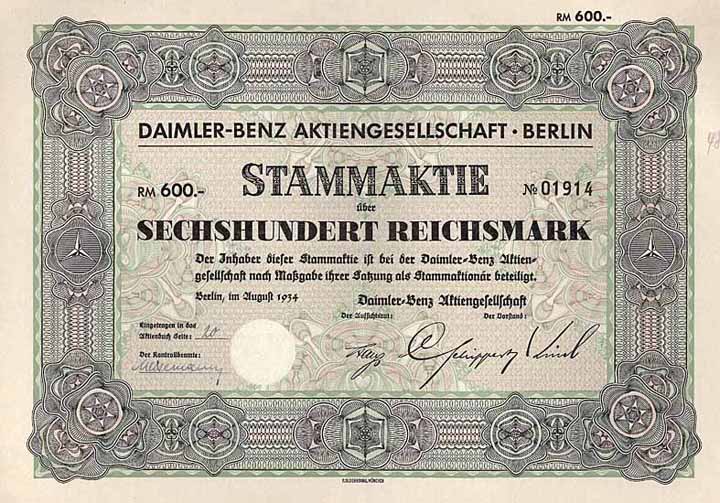 RM 600.-
DAIMLER-BENZ AKTIENGESELLSCHAFT · BERLIN
RM 600.- STAMMAKTIE № 01914
über
SECHSHUNDERT REICHSMARK
Der Inhaber dieser Stammaktie ist bei der Daimler-Benz Aktien-
gesellschaft nach Maßgabe ihrer Satzung als Stammaktionär beteiligt.
Berlin, im August 1934 Daimler-Benz Aktiengesellschaft
Der Aufsichtsrat: Der Vorstand:
Eingetragen in das
Aktienbuch Seite: 20
Der Kontrollbeamte: